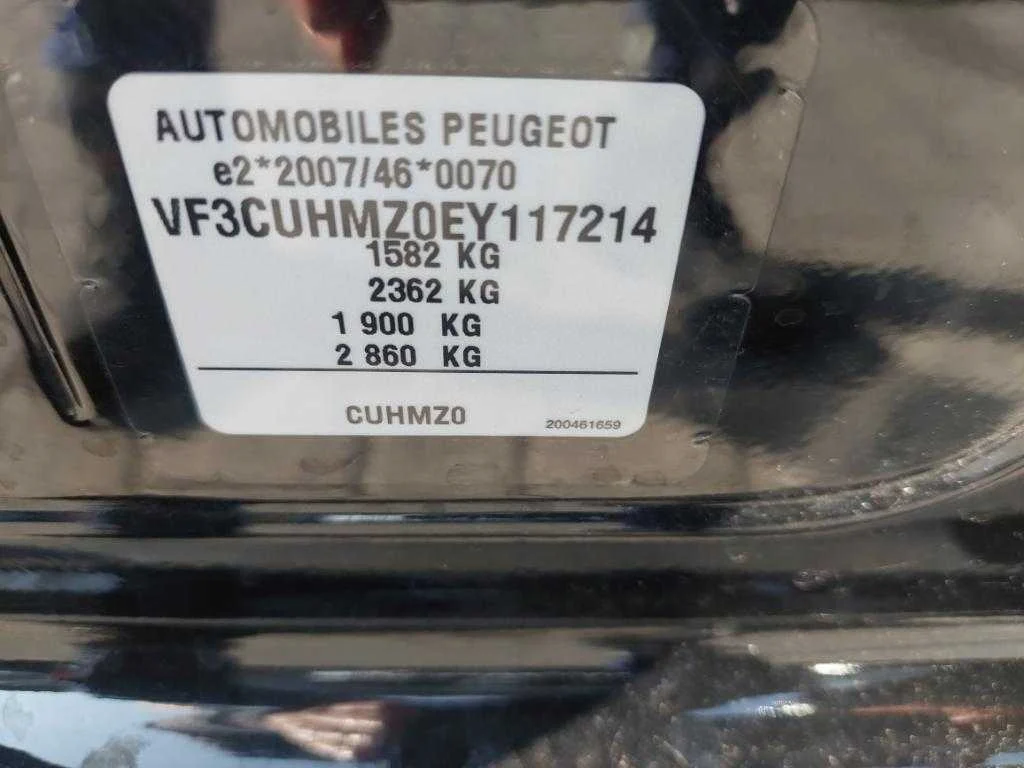 AUTOMOBILES PEUGEOT
e2*2007/46*0070
VF3CUHMZ0EY117214
1582 KG
2362 KG
1 900 KG
2 860 KG
CUHMZ0
200461659